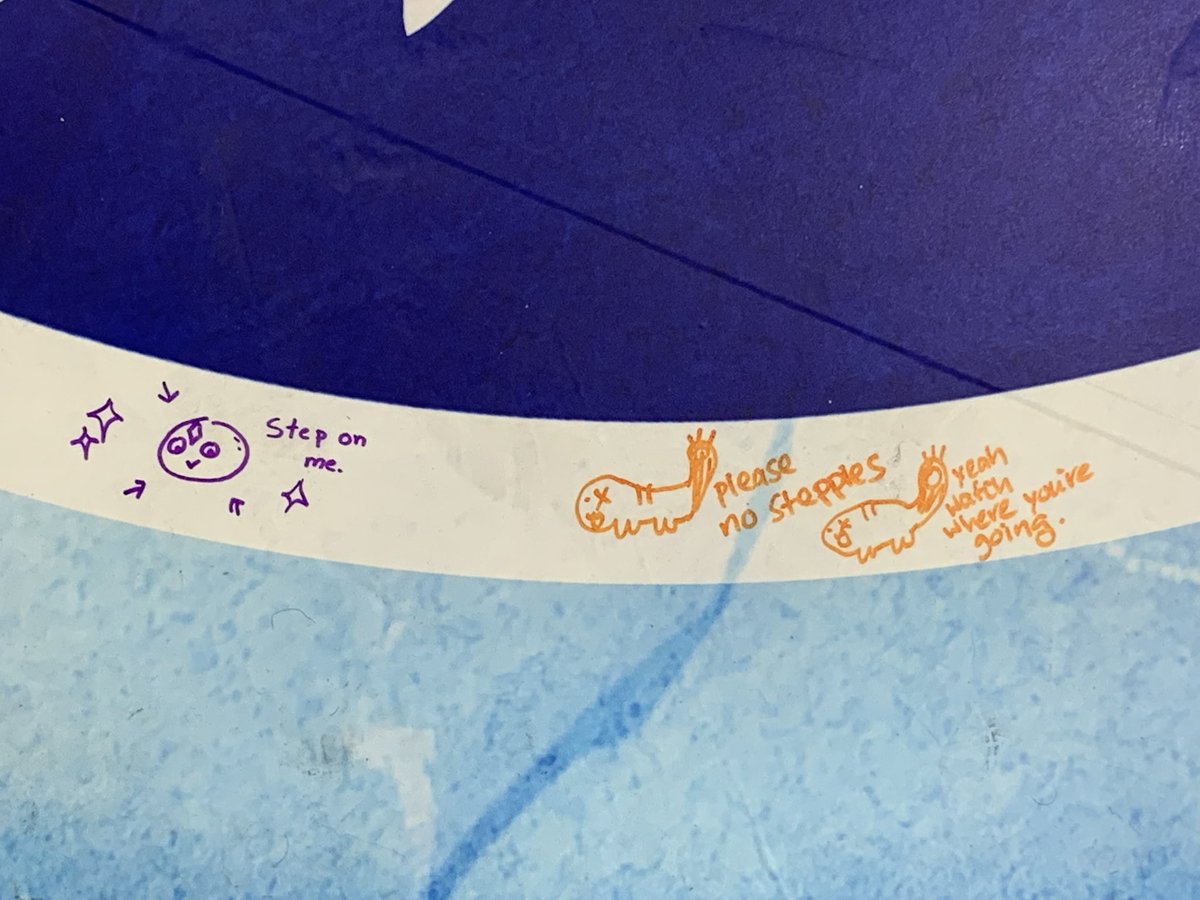 Step on
me.
please
no stepples
yeah
watch
where you're
going.